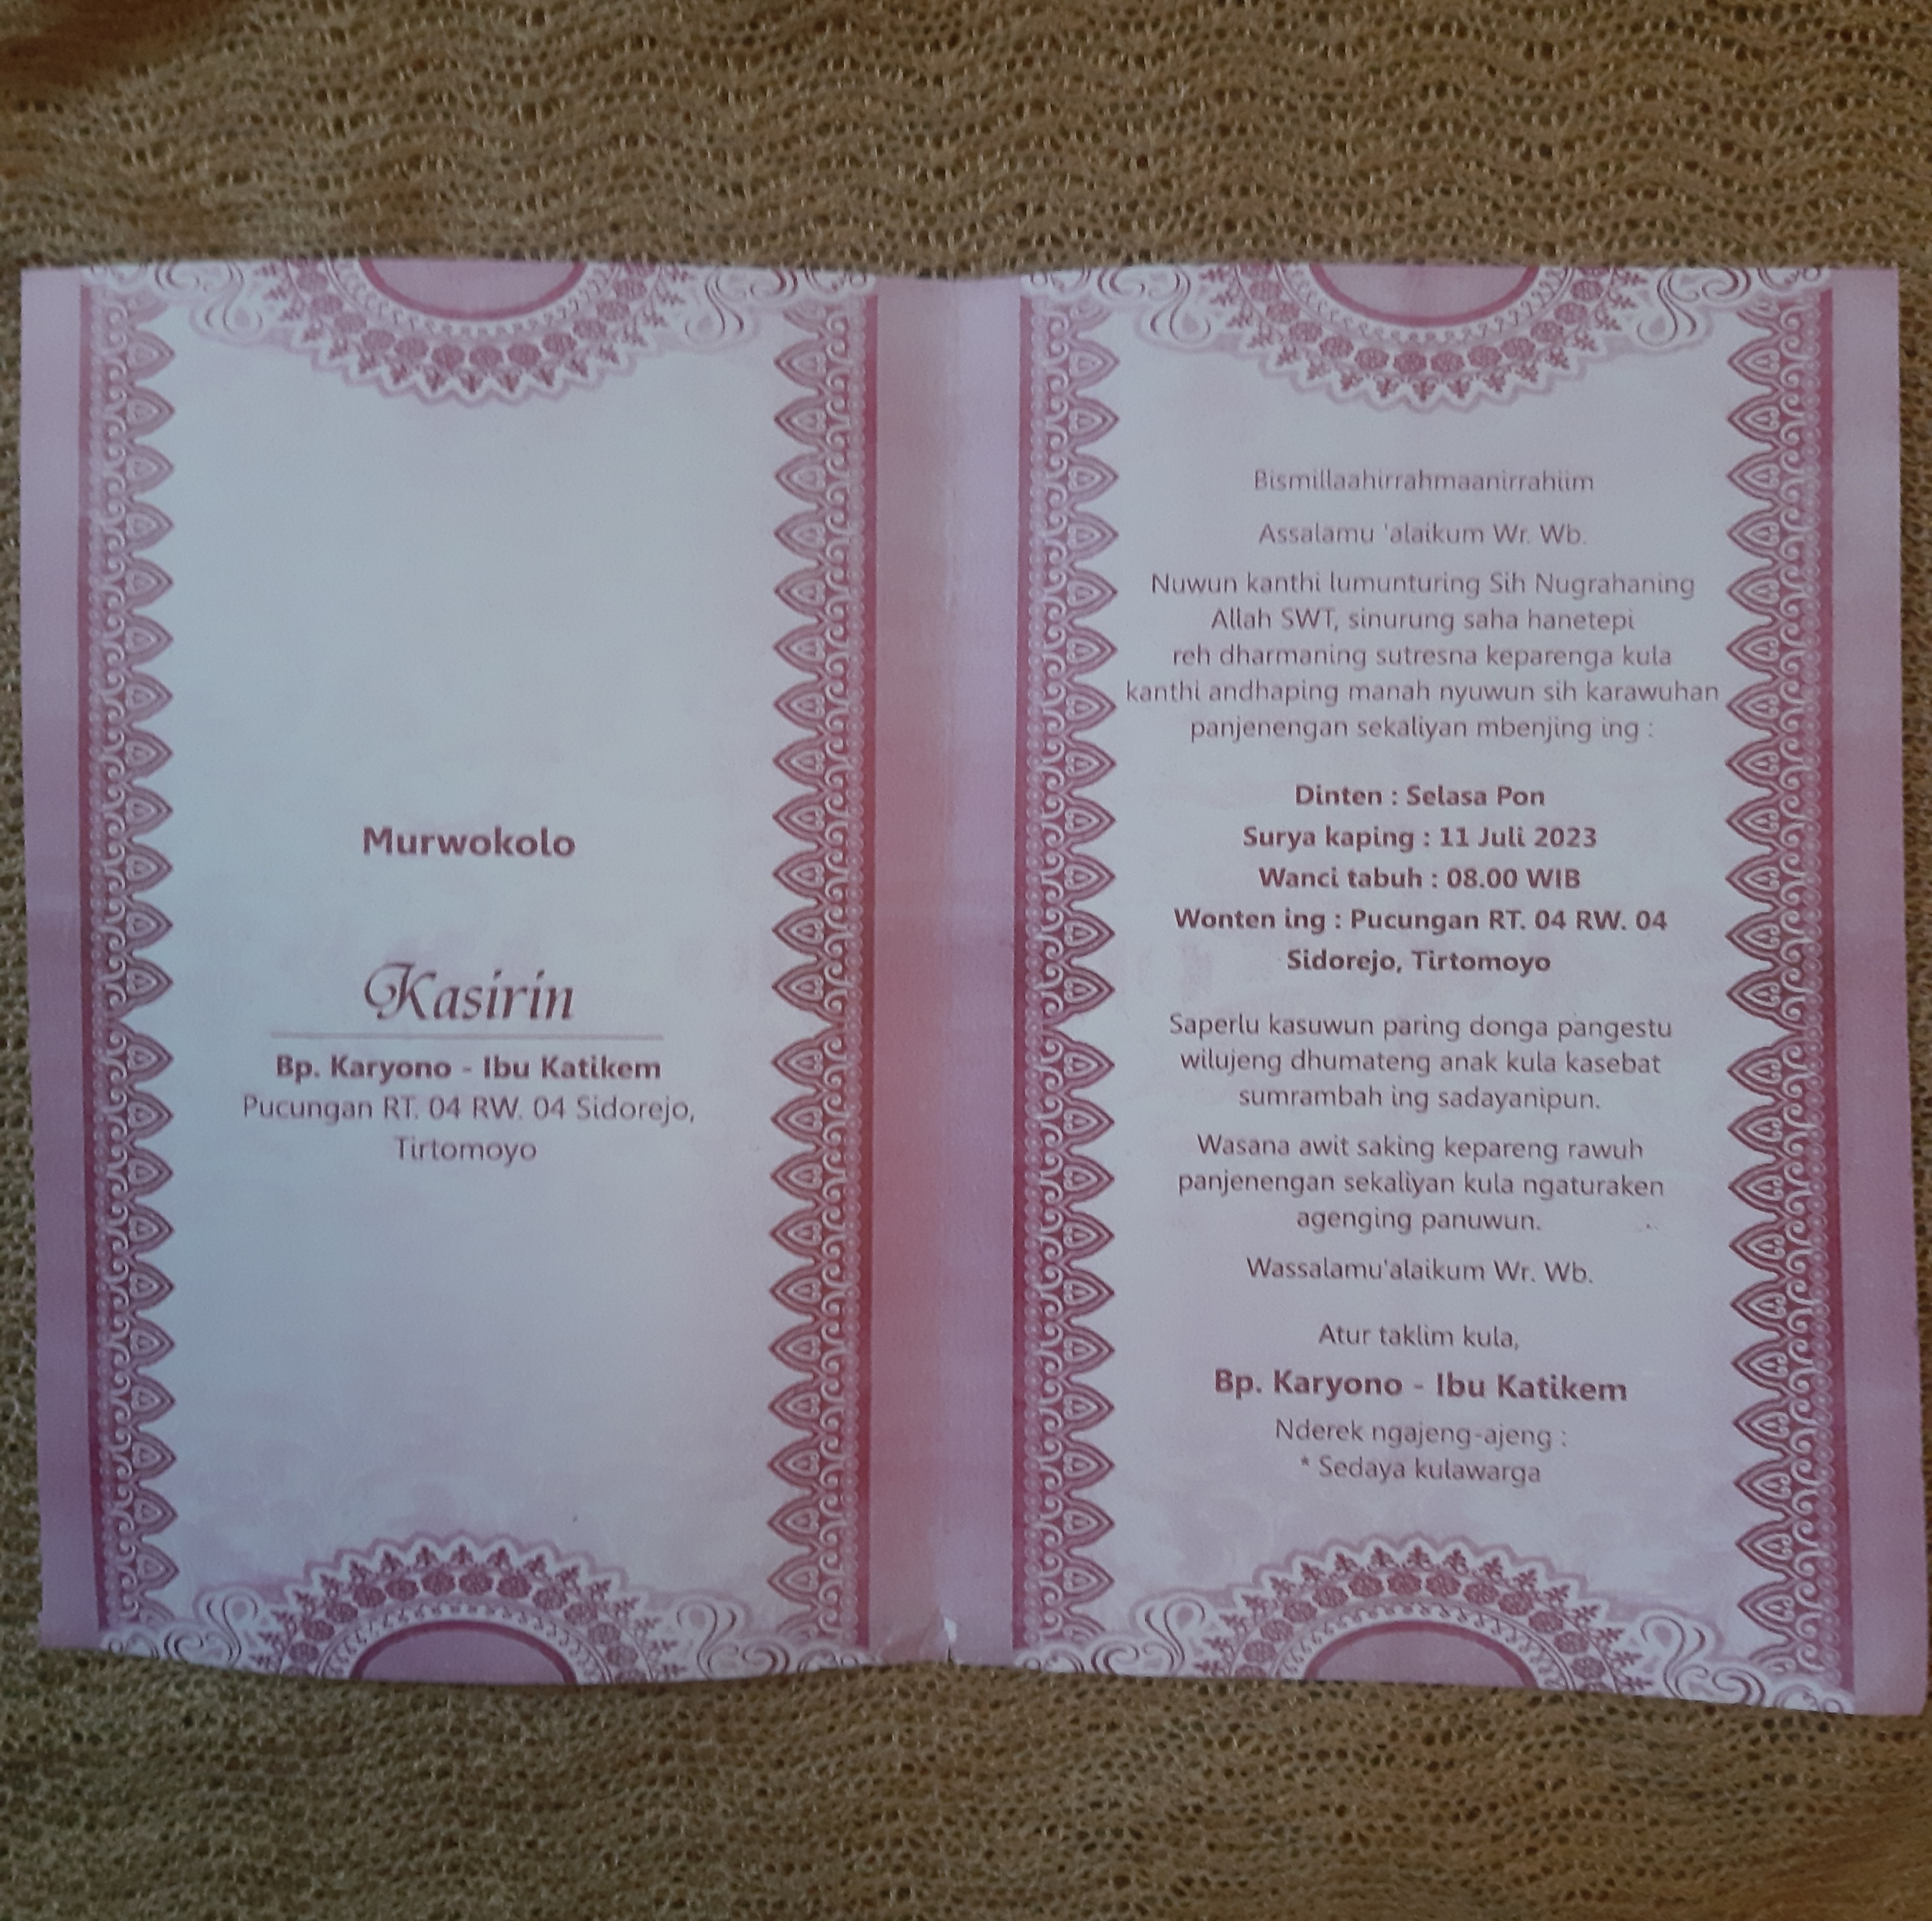 Murwokolo
Kasirin
Bp. Karyono - Ibu Katikem
Pucungan RT. 04 RW. 04 Sidorejo,
Tirtomoyo
Bismillaahirrahmaanirrahiim
Assalamu 'alaikum Wr. Wb.
Nuwun kanthi lumunturing Sih Nugrahaning
Allah SWT, sinurung saha hanetepi
reh dharmaning sutresna keparenga kula
kanthi andhaping manah nyuwun sih karawuhan
panjenengan sekaliyan mbenjing ing :
Dinten : Selasa Pon
Surya kaping : 11 Juli 2023
Wanci tabuh : 08.00 WIB
Wonten ing : Pucungan RT. 04 RW. 04
Sidorejo, Tirtomoyo
Saperlu kasuwun paring donga pangestu
wilujeng dhumateng anak kula kasebat
sumrambah ing sadayanipun.
Wasana awit saking kepareng rawuh
panjenengan sekaliyan kula ngaturaken
agenging panuwun.
Wassalamu'alaikum Wr. Wb.
Atur taklim kula,
Bp. Karyono - Ibu Katikem
Nderek ngajeng-ajeng :
* Sedaya kulawarga